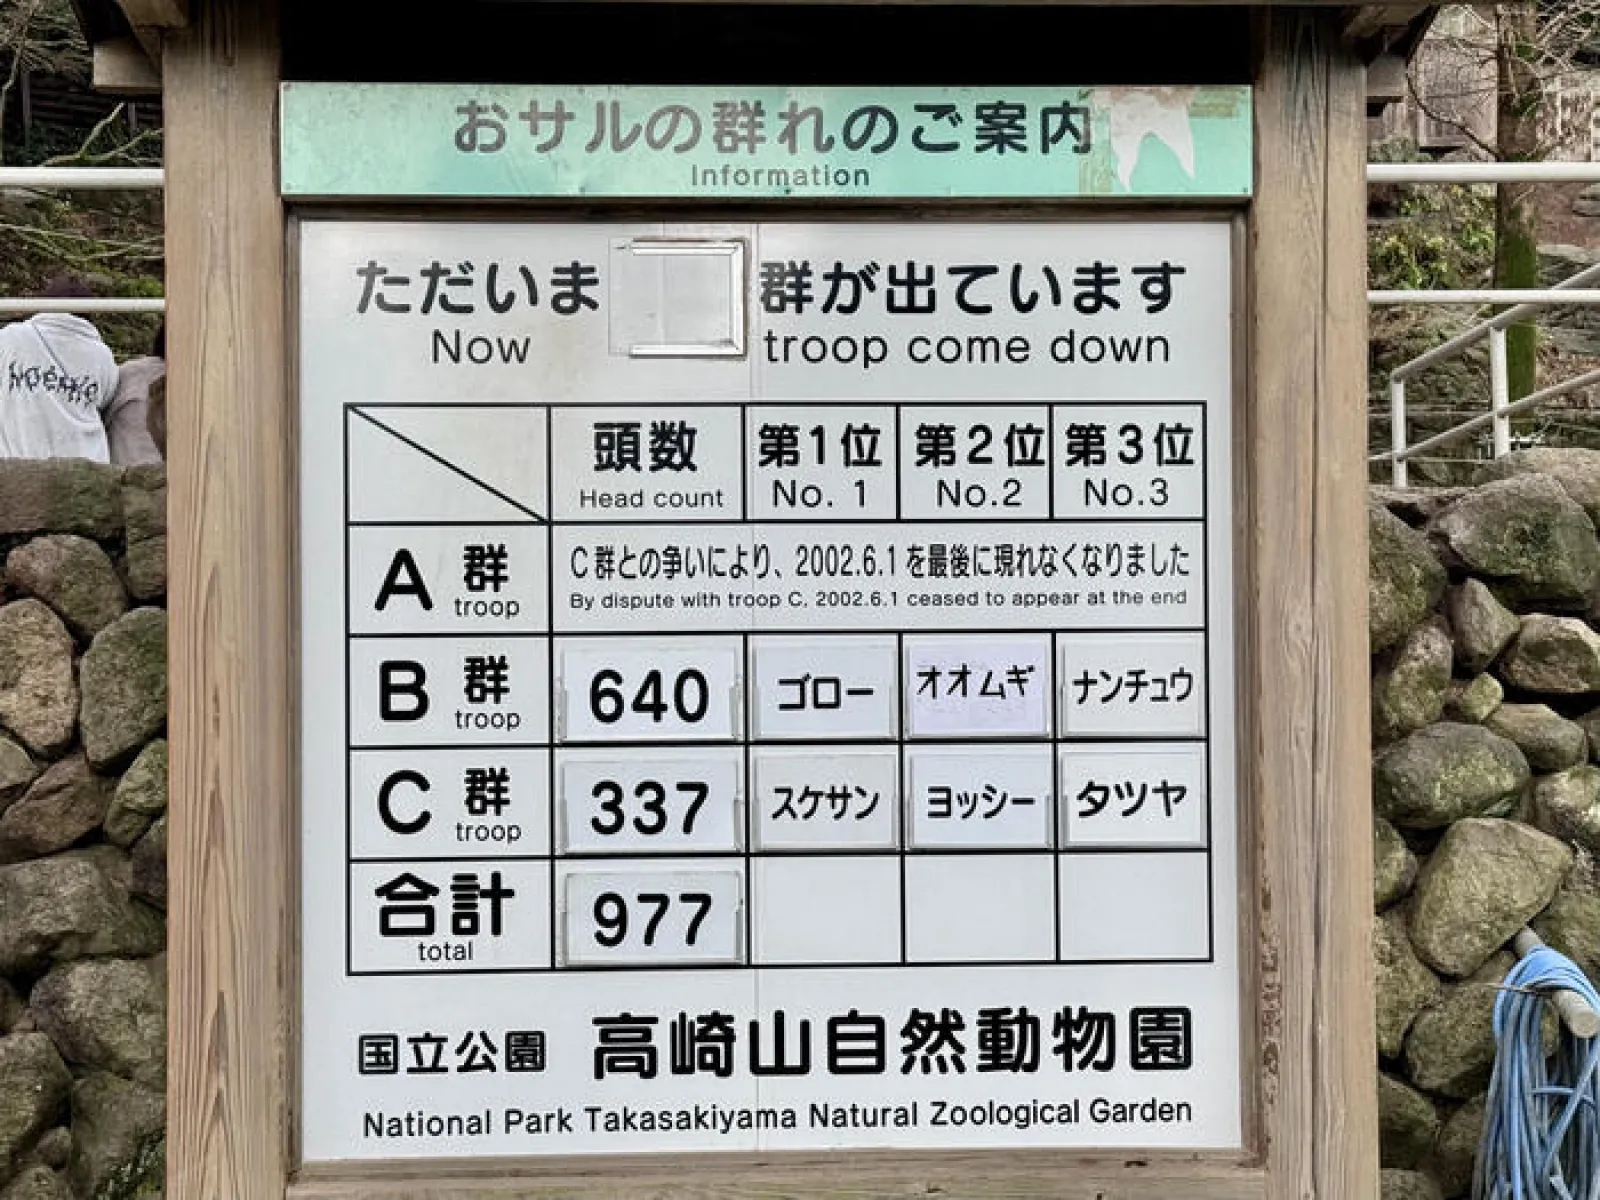 おサルの群れのご案内
Information
ただいま 群が出ています
Now troop come down
頭数 第1位 第2位 第3位
Head count No. 1 No.2 No.3
A 群 C群との争いにより、2002.6.1を最後に現れなくなりました
troop By dispute with troop C, 2002.6.1 ceased to appear at the end
B 群 640 ゴロー オオムギ ナンチュウ
troop
C 群 337 スケサン ヨッシー タツヤ
troop
合計 977
total
国立公園 高崎山自然動物園
National Park Takasakiyama Natural Zoological Garden